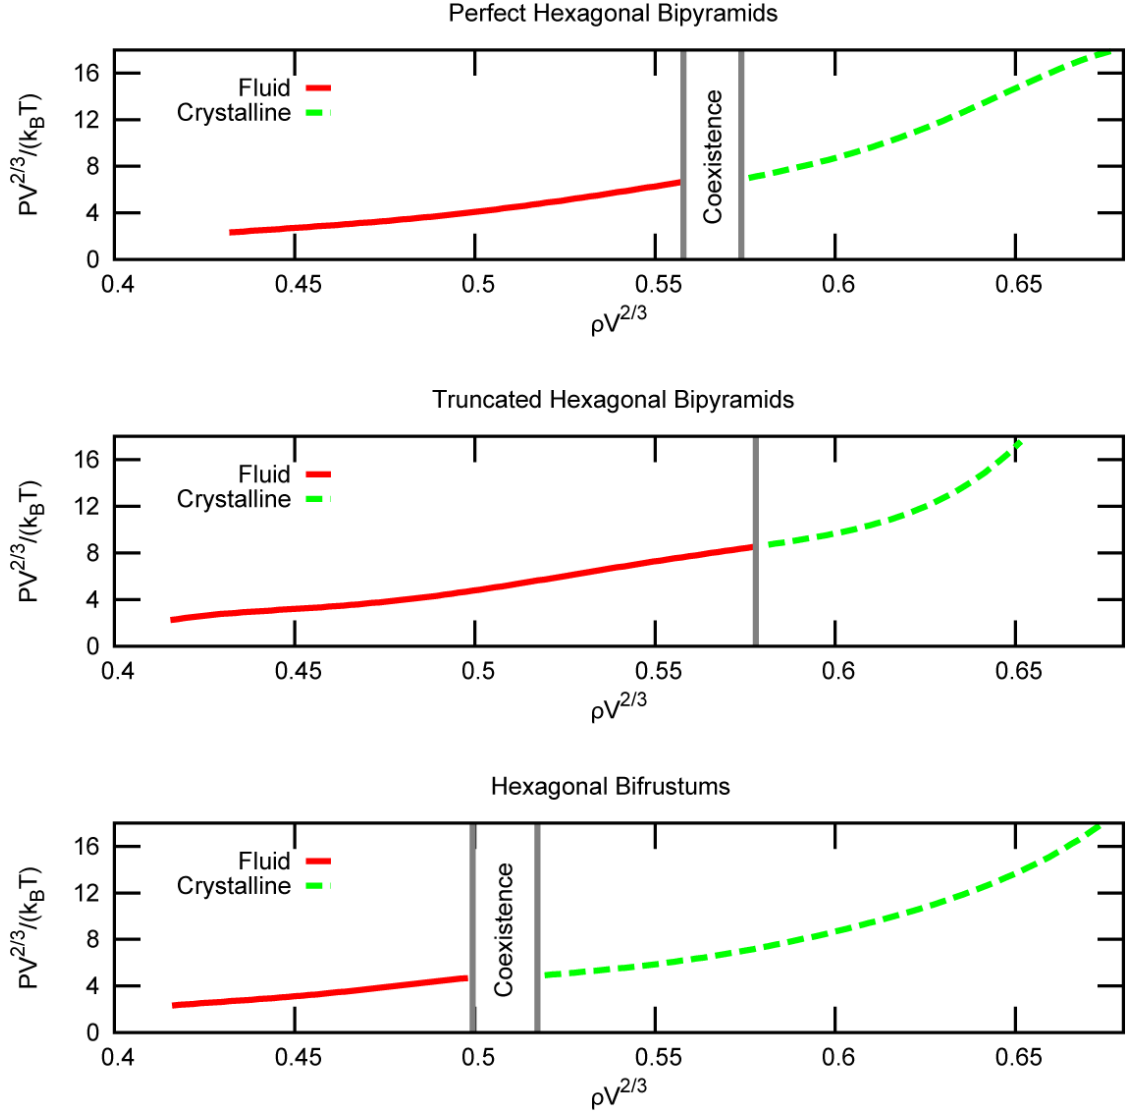 Perfect Hexagonal Bipyramids
PV^2/3/(k_BT)
16
12
8
4
0
Fluid
Crystalline
Coexistence
0.4 0.45 0.5 0.55 0.6 0.65
ρV^2/3
Truncated Hexagonal Bipyramids
PV^2/3/(k_BT)
16
12
8
4
0
Fluid
Crystalline
0.4 0.45 0.5 0.55 0.6 0.65
ρV^2/3
Hexagonal Bifrustums
PV^2/3/(k_BT)
16
12
8
4
0
Fluid
Crystalline
Coexistence
0.4 0.45 0.5 0.55 0.6 0.65
ρV^2/3